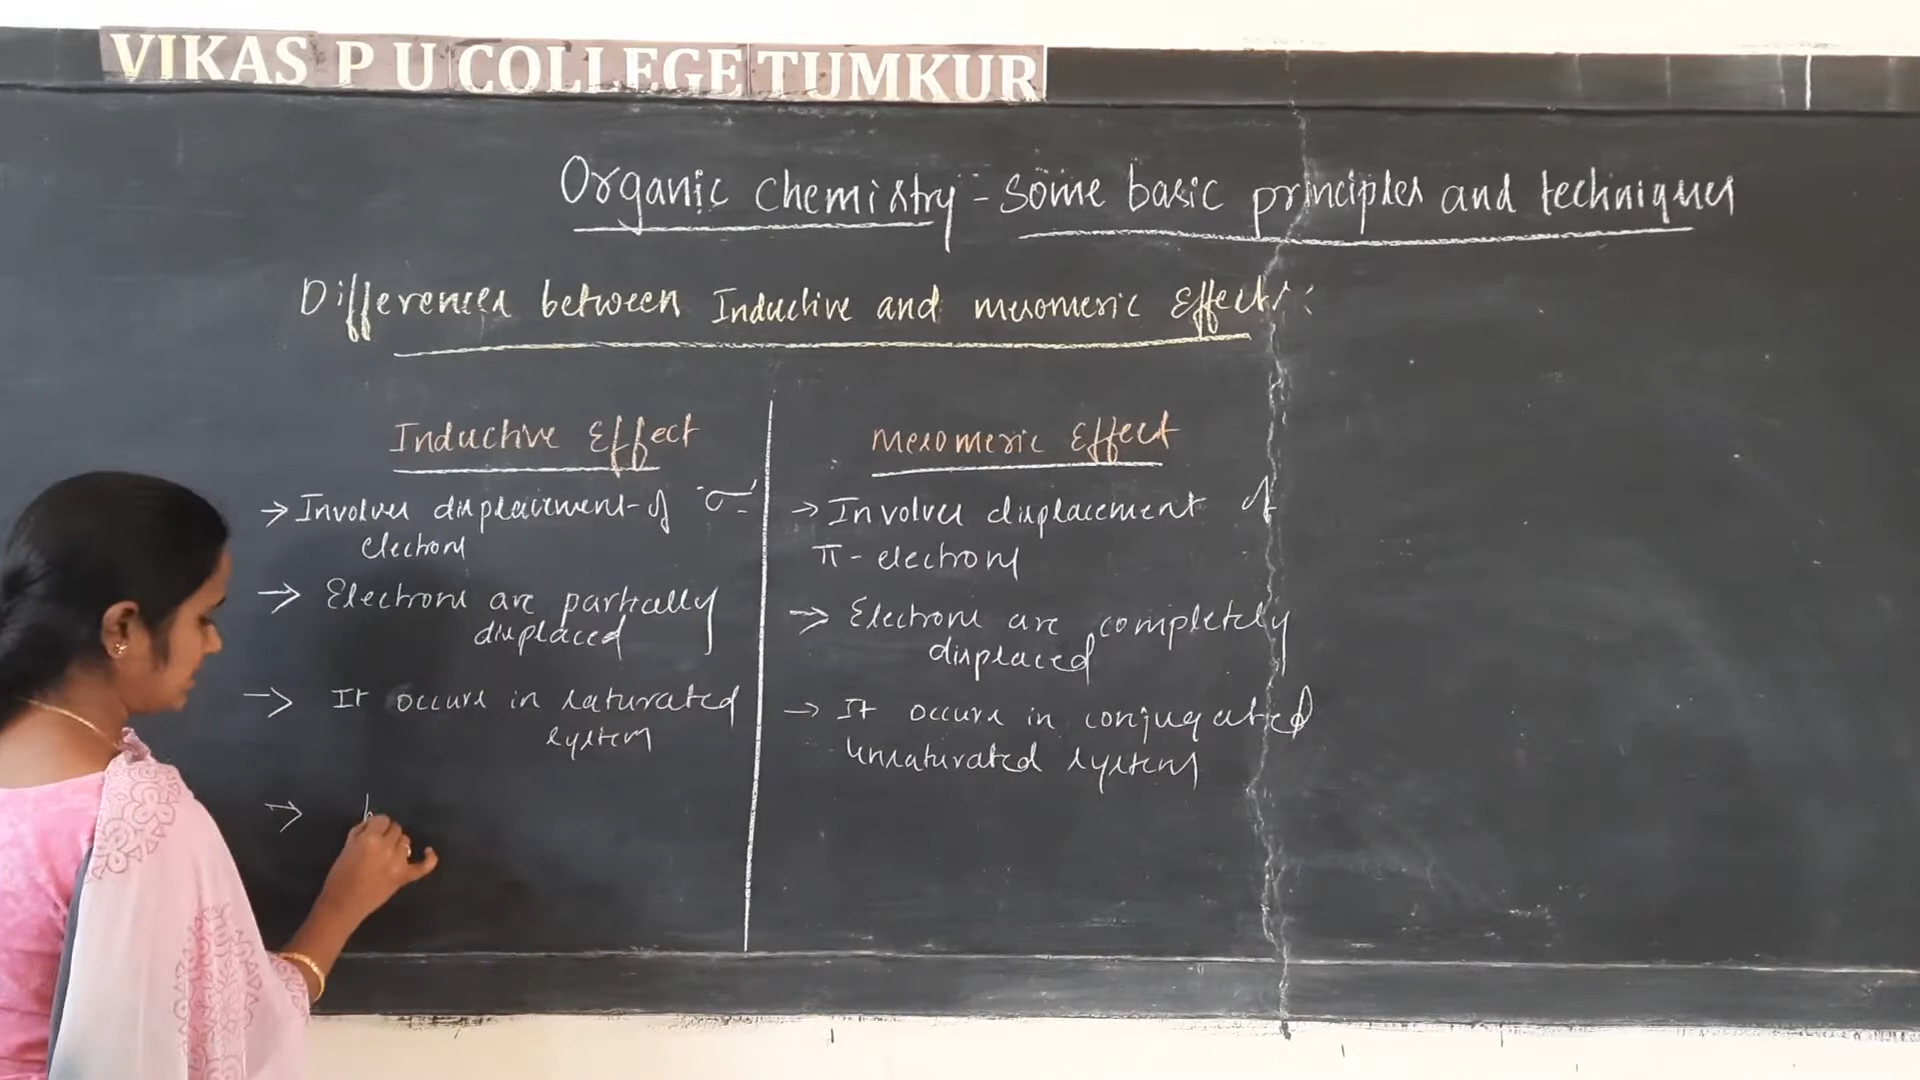 VIKAS P U COLLEGE TUMKUR
Organic Chemistry - Some basic principles and techniques
Differences between Inductive and mesomeric Effects:
Inductive Effect
→ Involves displacement of 'σ-'
electrons
→ Electrons are partially
displaced
→ It occurs in saturated
system
→
Mesomeric Effect
→ Involves displacement of
π-electrons
→ Electrons are completely
displaced
→ It occurs in conjugated
unsaturated systems